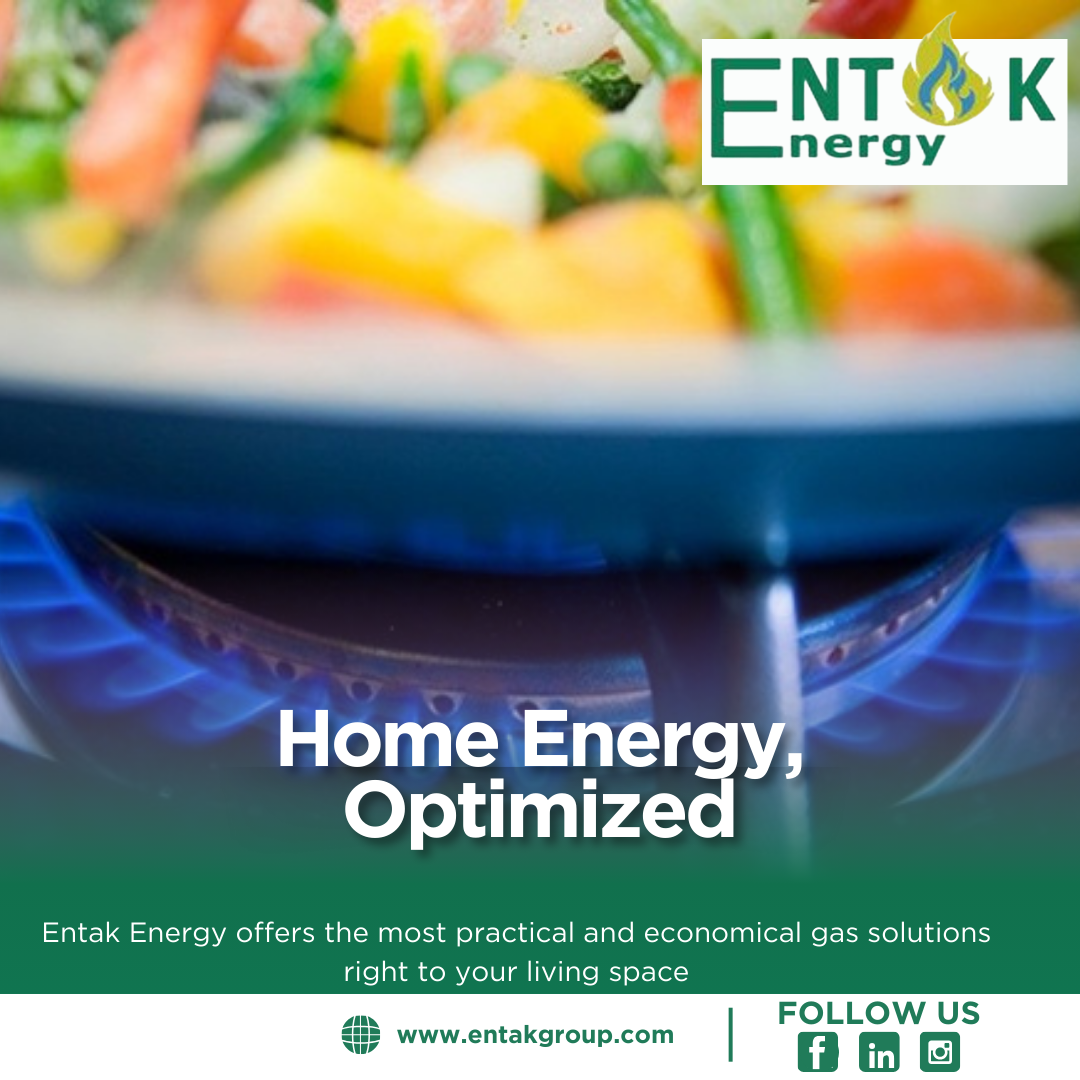 ENTAK
Energy
Home Energy,
Optimized
Entak Energy offers the most practical and economical gas solutions
right to your living space
www.entakgroup.com
FOLLOW US